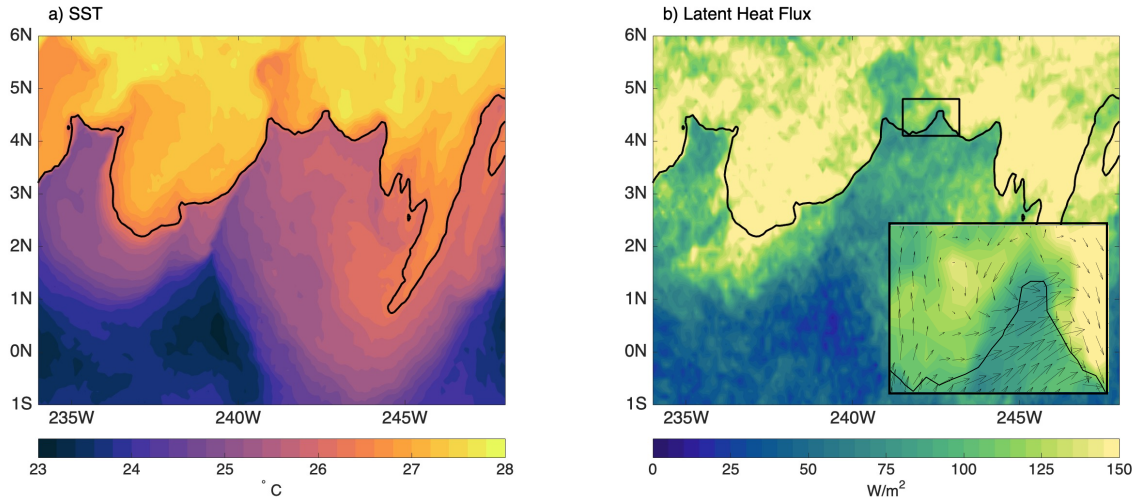 a) SST
b) Latent Heat Flux
6N
5N
4N
3N
2N
1N
0N
1S
235W
240W
245W
23
24
25
26
27
28
° C
6N
5N
4N
3N
2N
1N
0N
1S
235W
240W
245W
0
25
50
75
100
125
150
W/m²